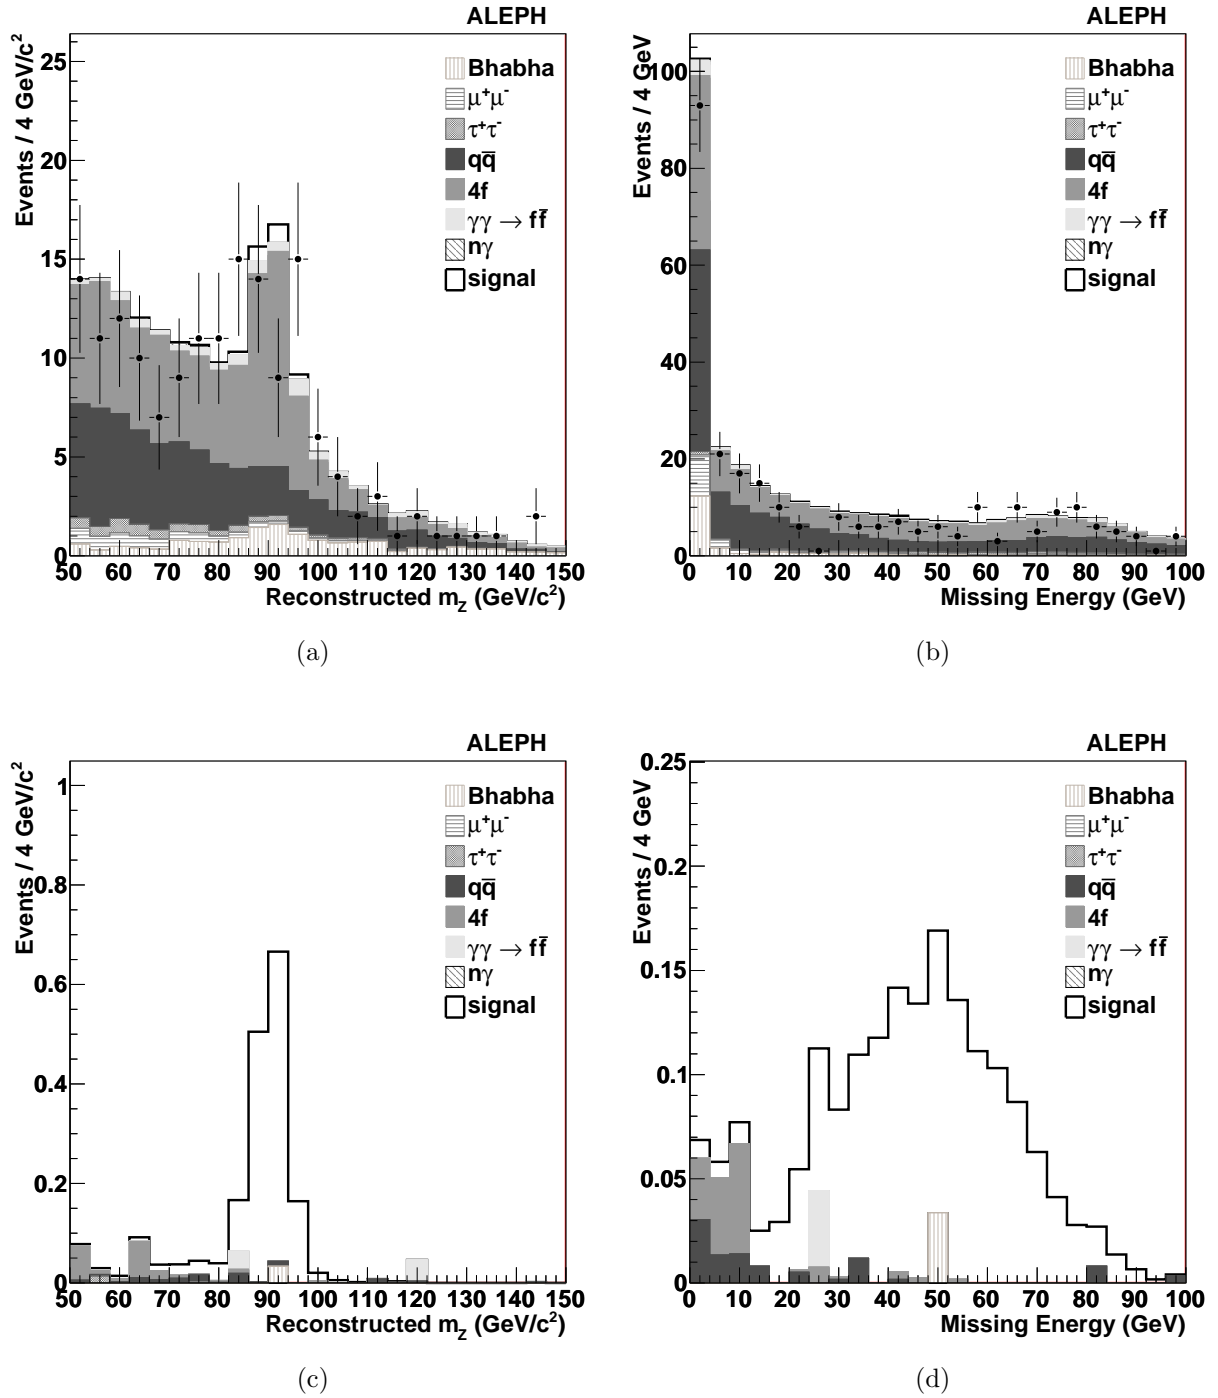 ALEPH
Events / 4 GeV/c²
25
20
15
10
5
0
Bhabha
μ⁺μ⁻
τ⁺τ⁻
qq̅
4f
γγ → ff̅
nγ
signal
50 60 70 80 90 100 110 120 130 140 150
Reconstructed m_Z (GeV/c²)
(a)
ALEPH
Events / 4 GeV
100
80
60
40
20
0
Bhabha
μ⁺μ⁻
τ⁺τ⁻
qq̅
4f
γγ → ff̅
nγ
signal
0 10 20 30 40 50 60 70 80 90 100
Missing Energy (GeV)
(b)
ALEPH
Events / 4 GeV/c²
1
0.8
0.6
0.4
0.2
0
Bhabha
μ⁺μ⁻
τ⁺τ⁻
qq̅
4f
γγ → ff̅
nγ
signal
50 60 70 80 90 100 110 120 130 140 150
Reconstructed m_Z (GeV/c²)
(c)
ALEPH
Events / 4 GeV
0.25
0.2
0.15
0.1
0.05
0
Bhabha
μ⁺μ⁻
τ⁺τ⁻
qq̅
4f
γγ → ff̅
nγ
signal
0 10 20 30 40 50 60 70 80 90 100
Missing Energy (GeV)
(d)